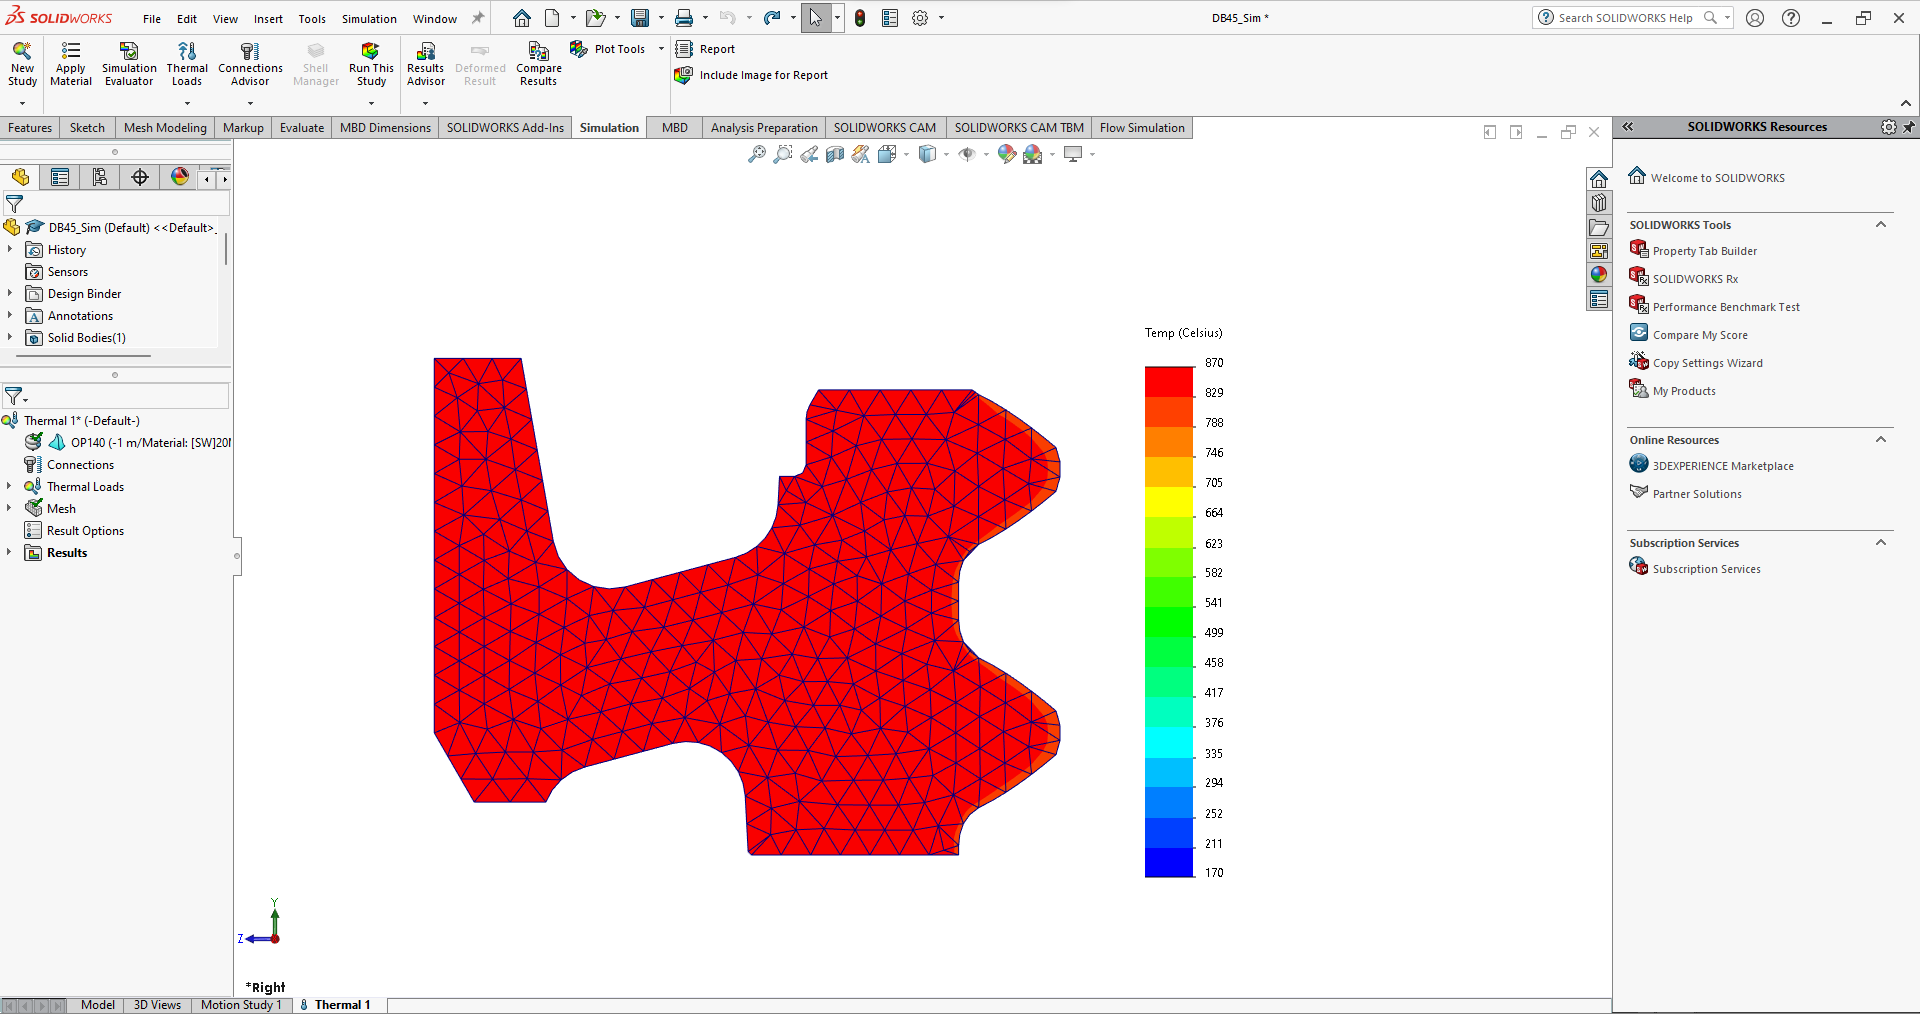 SOLIDWORKS
File Edit View Insert Tools Simulation Window
DB45_Sim *
Search SOLIDWORKS Help
New Study
Apply Material
Simulation Evaluator
Thermal Loads
Connections Advisor
Shell Manager
Run This Study
Results Advisor
Deformed Result
Compare Results
Plot Tools
Report
Include Image for Report
Features Sketch Mesh Modeling Markup Evaluate MBD Dimensions SOLIDWORKS Add-Ins Simulation MBD Analysis Preparation SOLIDWORKS CAM SOLIDWORKS CAM TBM Flow Simulation
DB45_Sim (Default) <<Default>_
History
Sensors
Design Binder
Annotations
Solid Bodies(1)
Thermal 1* (-Default-)
OP140 (-1 m/Material: [SW]20
Connections
Thermal Loads
Mesh
Result Options
Results
Temp (Celsius)
870
829
788
746
705
664
623
582
541
499
458
417
376
335
294
252
211
170
Y
Z
*Right
Model 3D Views Motion Study 1 Thermal 1
SOLIDWORKS Resources
Welcome to SOLIDWORKS
SOLIDWORKS Tools
Property Tab Builder
SOLIDWORKS Rx
Performance Benchmark Test
Compare My Score
Copy Settings Wizard
My Products
Online Resources
3DEXPERIENCE Marketplace
Partner Solutions
Subscription Services
Subscription Services